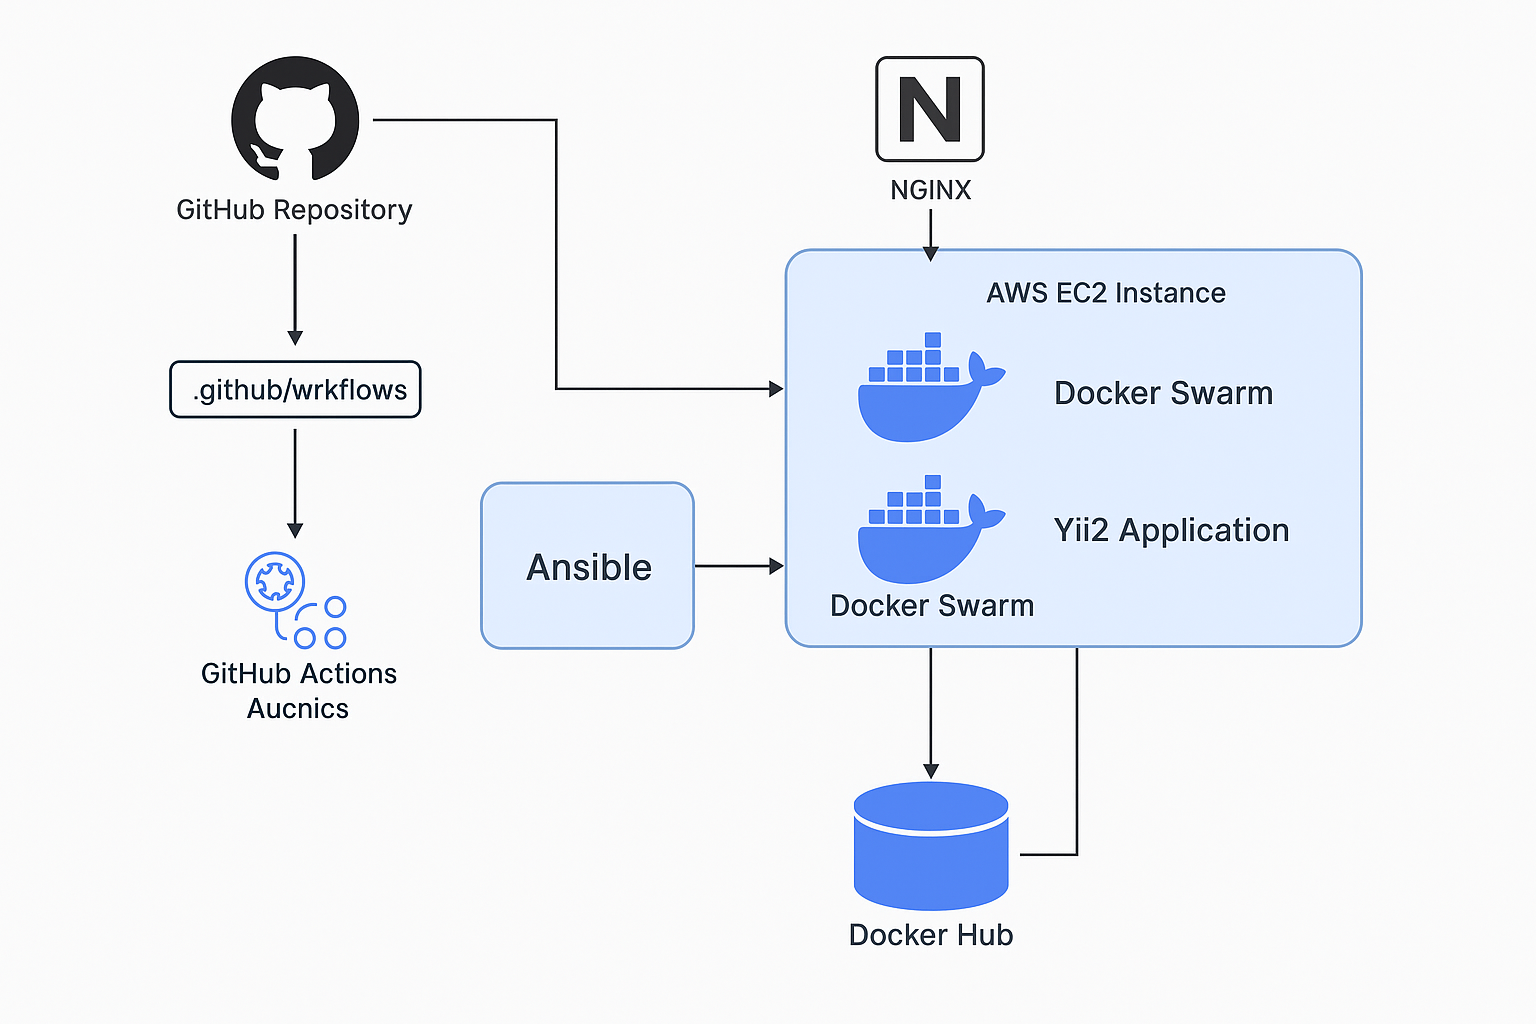 GitHub Repository
.github/wrkflows
GitHub Actions
Aucnics
Ansible
N
NGINX
AWS EC2 Instance
Docker Swarm
Yii2 Application
Docker Swarm
Docker Hub